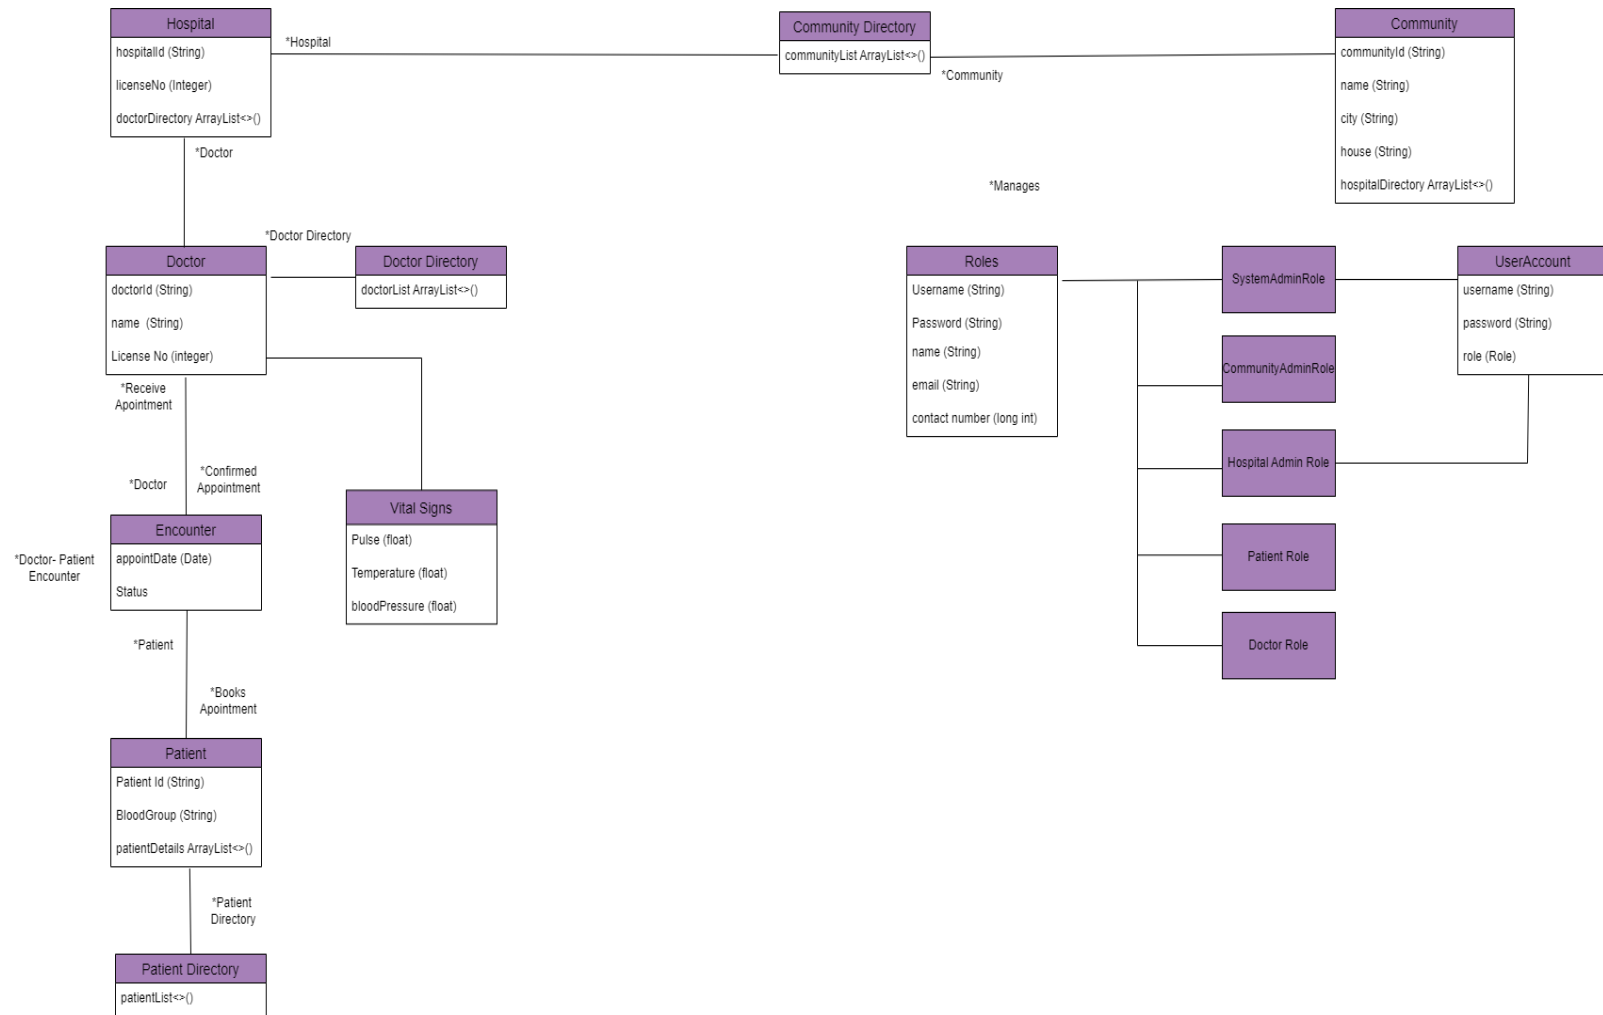 Hospital
hospitalId (String)
licenseNo (Integer)
doctorDirectory ArrayList<>()
*Hospital
Community Directory
communityList ArrayList<>()
*Community
Community
communityId (String)
name (String)
city (String)
house (String)
hospitalDirectory ArrayList<>()
*Doctor
*Manages
Doctor
doctorId (String)
name (String)
License No (integer)
*Doctor Directory
Doctor Directory
doctorList ArrayList<>()
Roles
Username (String)
Password (String)
name (String)
email (String)
contact number (long int)
SystemAdminRole
CommunityAdminRole
Hospital Admin Role
Patient Role
Doctor Role
UserAccount
username (String)
password (String)
role (Role)
*Receive
Apointment
*Confirmed
Appointment
*Doctor
Vital Signs
Pulse (float)
Temperature (float)
bloodPressure (float)
*Doctor- Patient
Encounter
Encounter
appointDate (Date)
Status
*Patient
*Books
Apointment
Patient
Patient Id (String)
BloodGroup (String)
patientDetails ArrayList<>()
*Patient
Directory
Patient Directory
patientList<>()